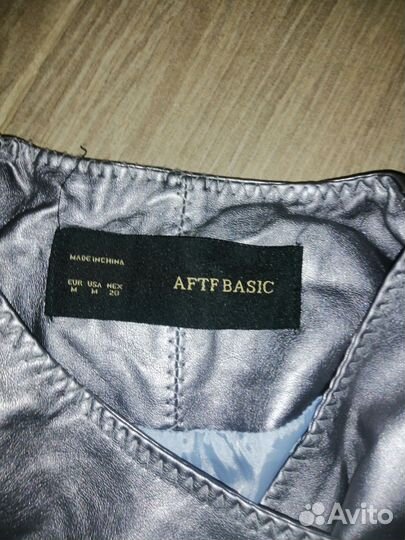 MADE IN CHINA
EUR USA MEX
M M 28
AFTF BASIC
Avito